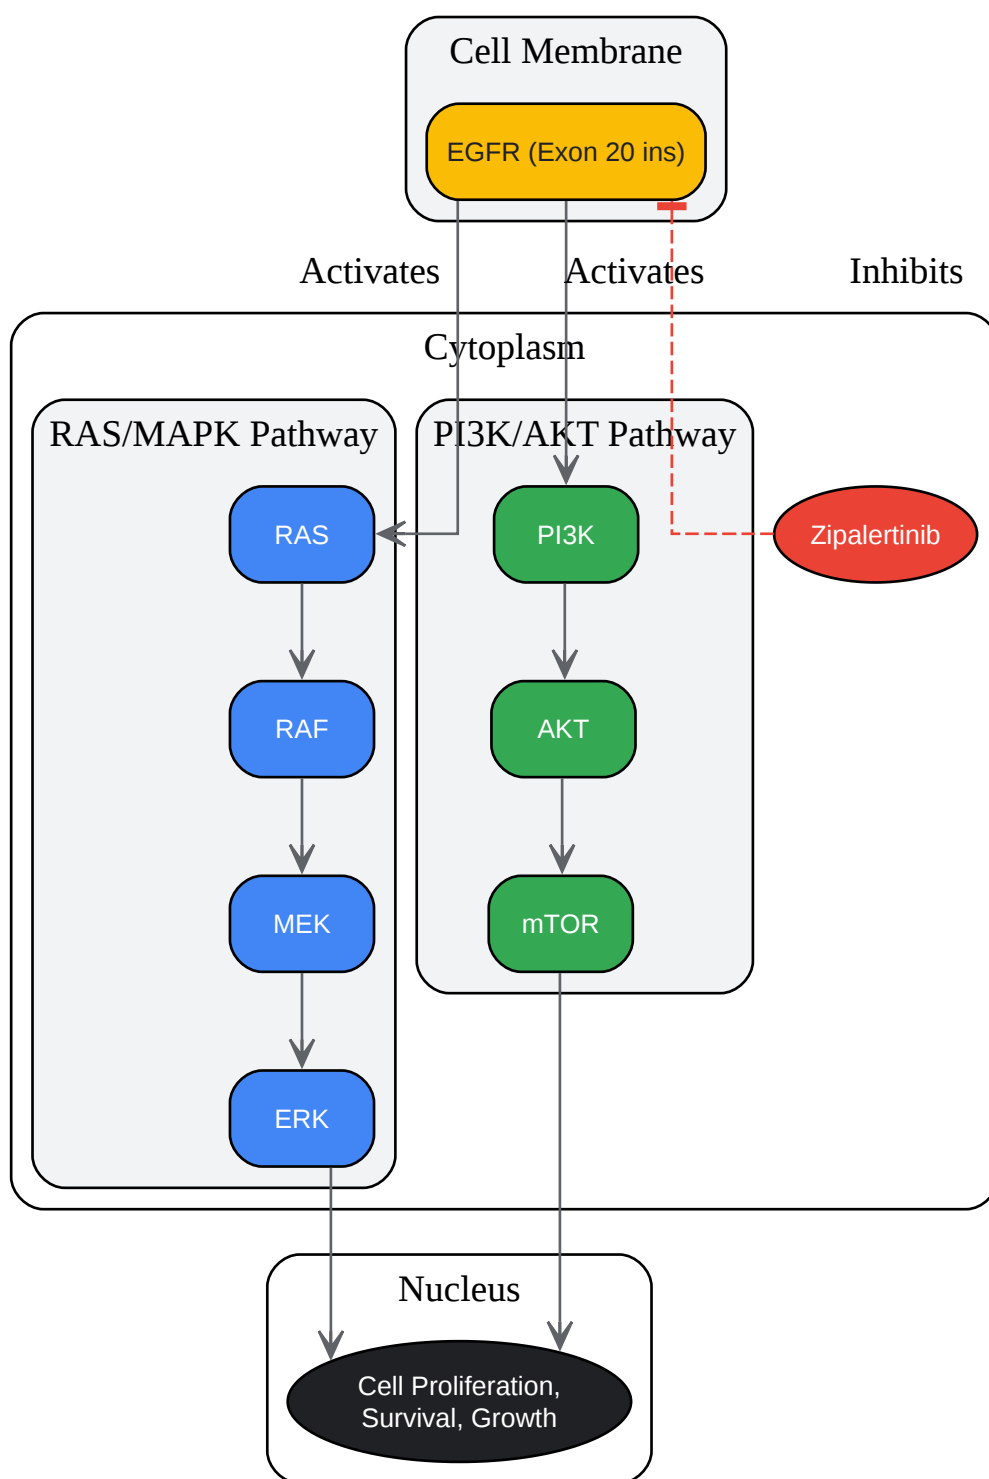 Cell Membrane
EGFR (Exon 20 ins)
Activates
Activates
Inhibits
Cytoplasm
RAS/MAPK Pathway
PI3K/AKT Pathway
RAS
PI3K
Zipalertinib
RAF
AKT
MEK
mTOR
ERK
Nucleus
Cell Proliferation,
Survival, Growth